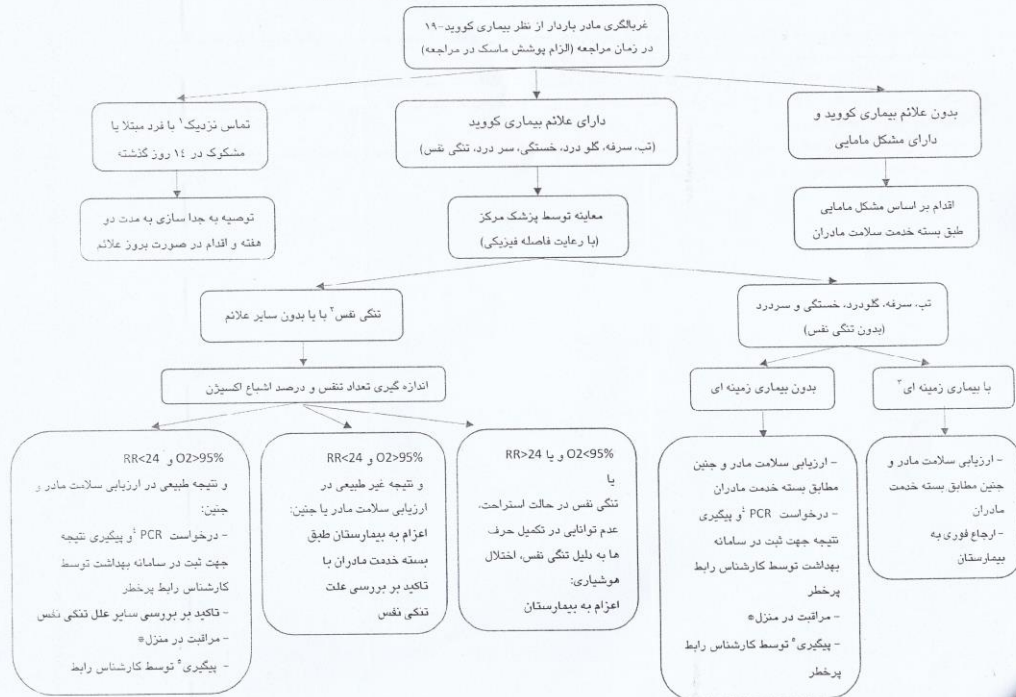 غربالگری مادر باردار از نظر بیماری کووید-۱۹
در زمان مراجعه (الزام پوشش ماسک در مراجعه)
بدون علائم بیماری کووید و
دارای مشکل مامایی
دارای علائم بیماری کووید
(تب، سرفه، گلو درد، خستگی، سر درد، تنگی نفس)
تماس نزدیک۱ با فرد مبتلا یا
مشکوک در ١٤ روز گذشته
اقدام بر اساس مشکل مامایی
طبق بسته خدمت سلامت مادران
معاینه توسط پزشک مرکز
(با رعایت فاصله فیزیکی)
توصیه به جدا سازی به مدت دو
هفته و اقدام در صورت بروز علائم
تب، سرفه، گلودرد، خستگی و سردرد
(بدون تنگی نفس)
تنگی نفس۲ با یا بدون سایر علائم
با بیماری زمینه ای۳
بدون بیماری زمینه ای
اندازه گیری تعداد تنفس و درصد اشباع اکسیژن
- ارزیابی سلامت مادر و
جنین مطابق بسته خدمت
مادران
- ارجاع فوری به
بیمارستان
- ارزیابی سلامت مادر و جنین
مطابق بسته خدمت مادران
- درخواست PCR ٤ و پیگیری
نتیجه جهت ثبت در سامانه
بهداشت توسط کارشناس رابط
پرخطر
- مراقبت در منزل*
- پیگیری۵ توسط کارشناس رابط
پرخطر
O2<95% و یا RR>24
یا
تنگی نفس در حالت استراحت،
عدم توانایی در تکمیل حرف
ها به دلیل تنگی نفس، اختلال
هوشیاری:
اعزام به بیمارستان
O2>95% و RR<24
و نتیجه غیر طبیعی در
ارزیابی سلامت مادر یا جنین:
اعزام به بیمارستان طبق
بسته خدمت مادران با
تاکید بر بررسی علت
تنگی نفس
O2>95% و RR<24
و نتیجه طبیعی در ارزیابی سلامت مادر و
جنین:
- درخواست PCR ٤ و پیگیری نتیجه
جهت ثبت در سامانه بهداشت توسط
کارشناس رابط پرخطر
- تاکید بر بررسی سایر علل تنگی نفس
- مراقبت در منزل*
- پیگیری۵ توسط کارشناس رابط